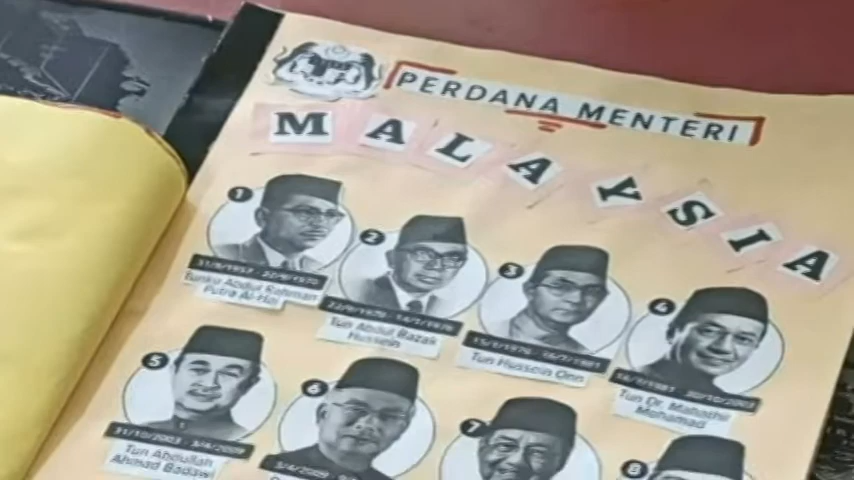 PERDANA MENTERI
MALAYSIA
1
31/8/1957 - 22/9/1970
Tunku Abdul Rahman
Putra Al-Haj
2
22/9/1970 - 14/1/1976
Tun Abdul Razak
Hussein
3
15/1/1976 - 16/7/1981
Tun Hussein Onn
4
16/7/1981 - 30/10/2003
Tun Dr. Mahathir
Mohamad
5
31/10/2003 - 3/4/2009
Tun Abdullah
Ahmad Badawi
6
3/4/2009
7
8